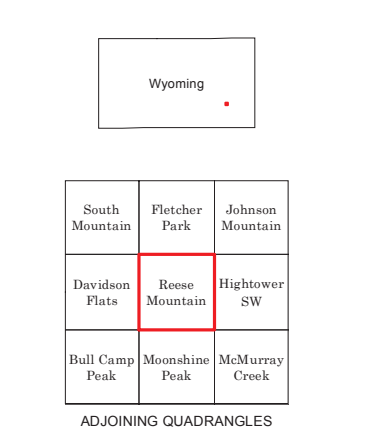 Wyoming
South Fletcher Johnson
Mountain Park Mountain
Davidson Reese Hightower
Flats Mountain SW
Bull Camp Moonshine McMurray
Peak Peak Creek
ADJOINING QUADRANGLES